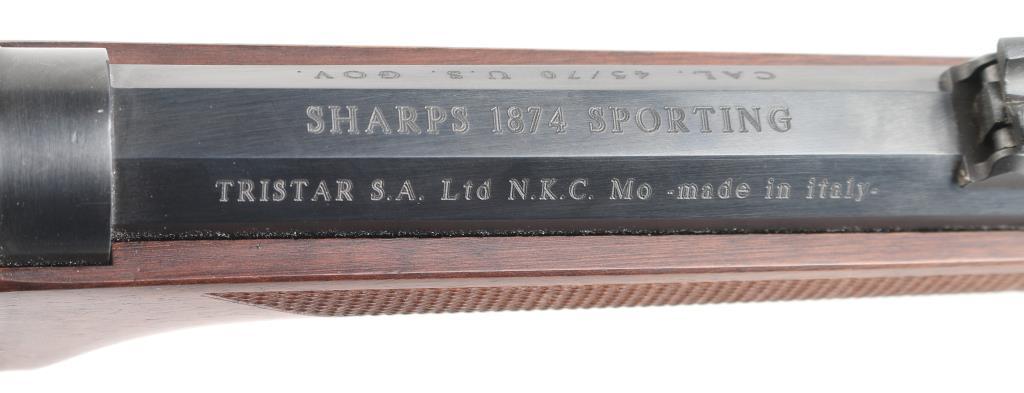 CAL. 45/70 U.S. GOV.
SHARPS 1874 SPORTING
TRISTAR S.A. Ltd N.K.C. Mo -made in italy-